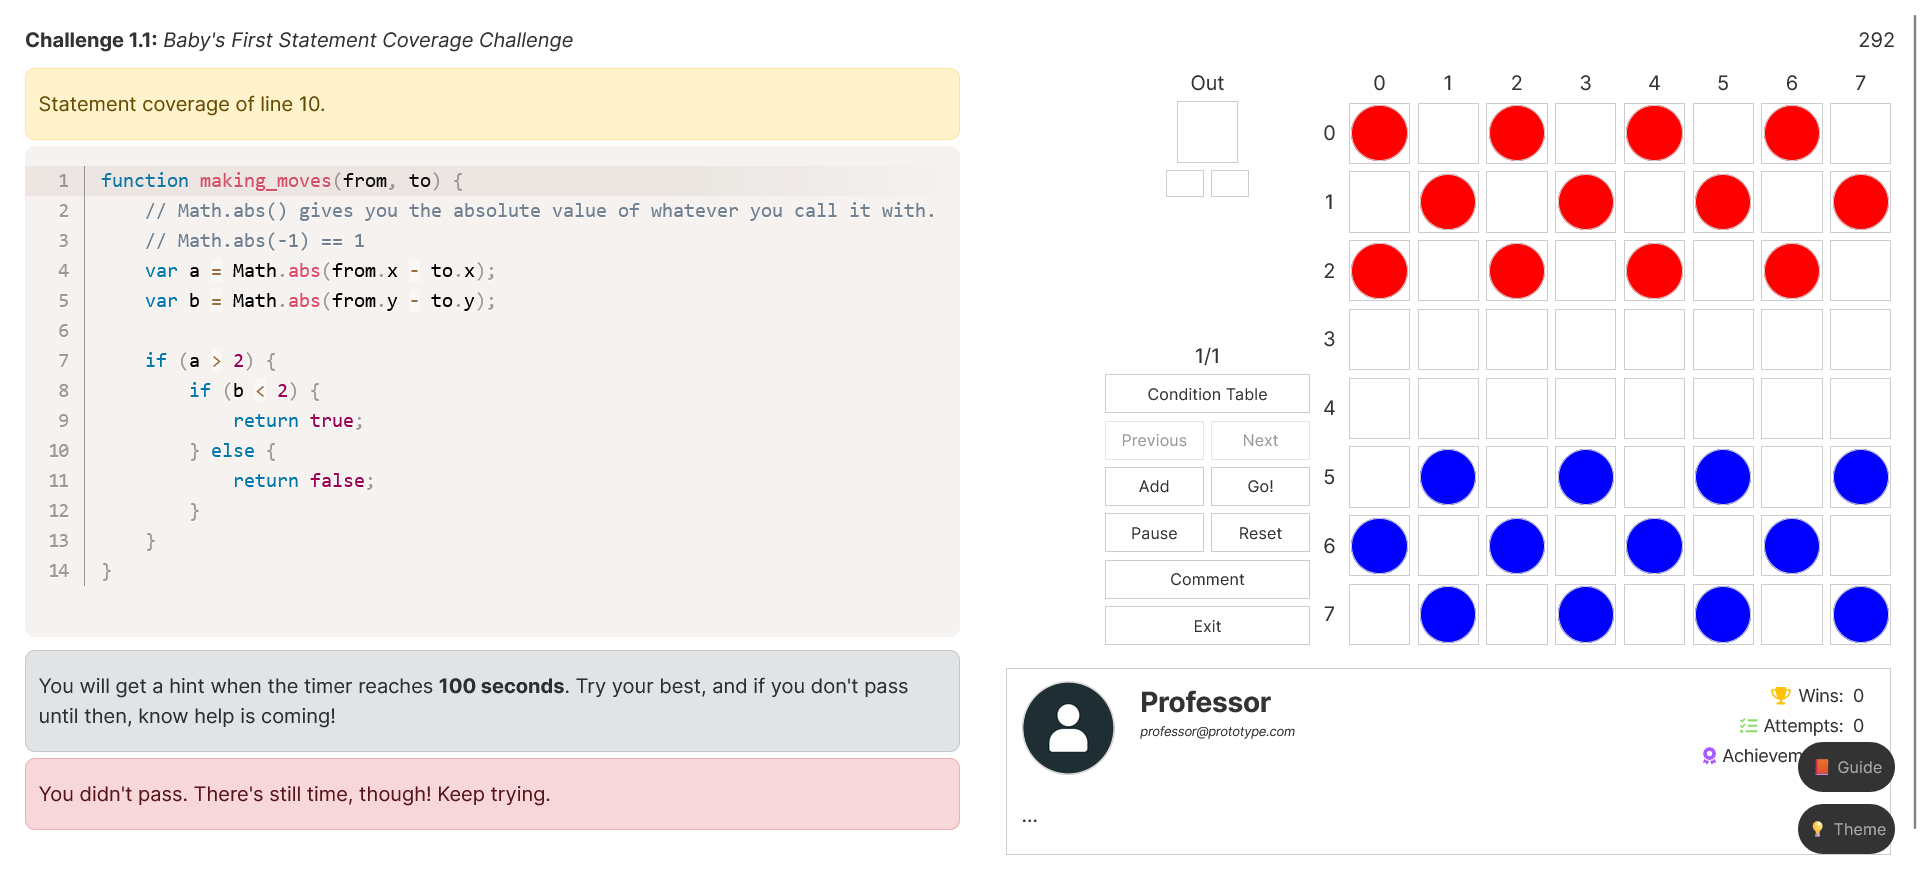 Challenge 1.1: Baby's First Statement Coverage Challenge
292
Statement coverage of line 10.
1 function making_moves(from, to) {
2 // Math.abs() gives you the absolute value of whatever you call it with.
3 // Math.abs(-1) == 1
4 var a = Math.abs(from.x - to.x);
5 var b = Math.abs(from.y - to.y);
6
7 if (a > 2) {
8 if (b < 2) {
9 return true;
10 } else {
11 return false;
12 }
13 }
14 }
You will get a hint when the timer reaches 100 seconds. Try your best, and if you don't pass
until then, know help is coming!
You didn't pass. There's still time, though! Keep trying.
Out
1/1
Condition Table
Previous Next
Add Go!
Pause Reset
Comment
Exit
0 1 2 3 4 5 6 7
0
1
2
3
4
5
6
7
Professor
professor@prototype.com
...
Wins: 0
Attempts: 0
Guide
Theme